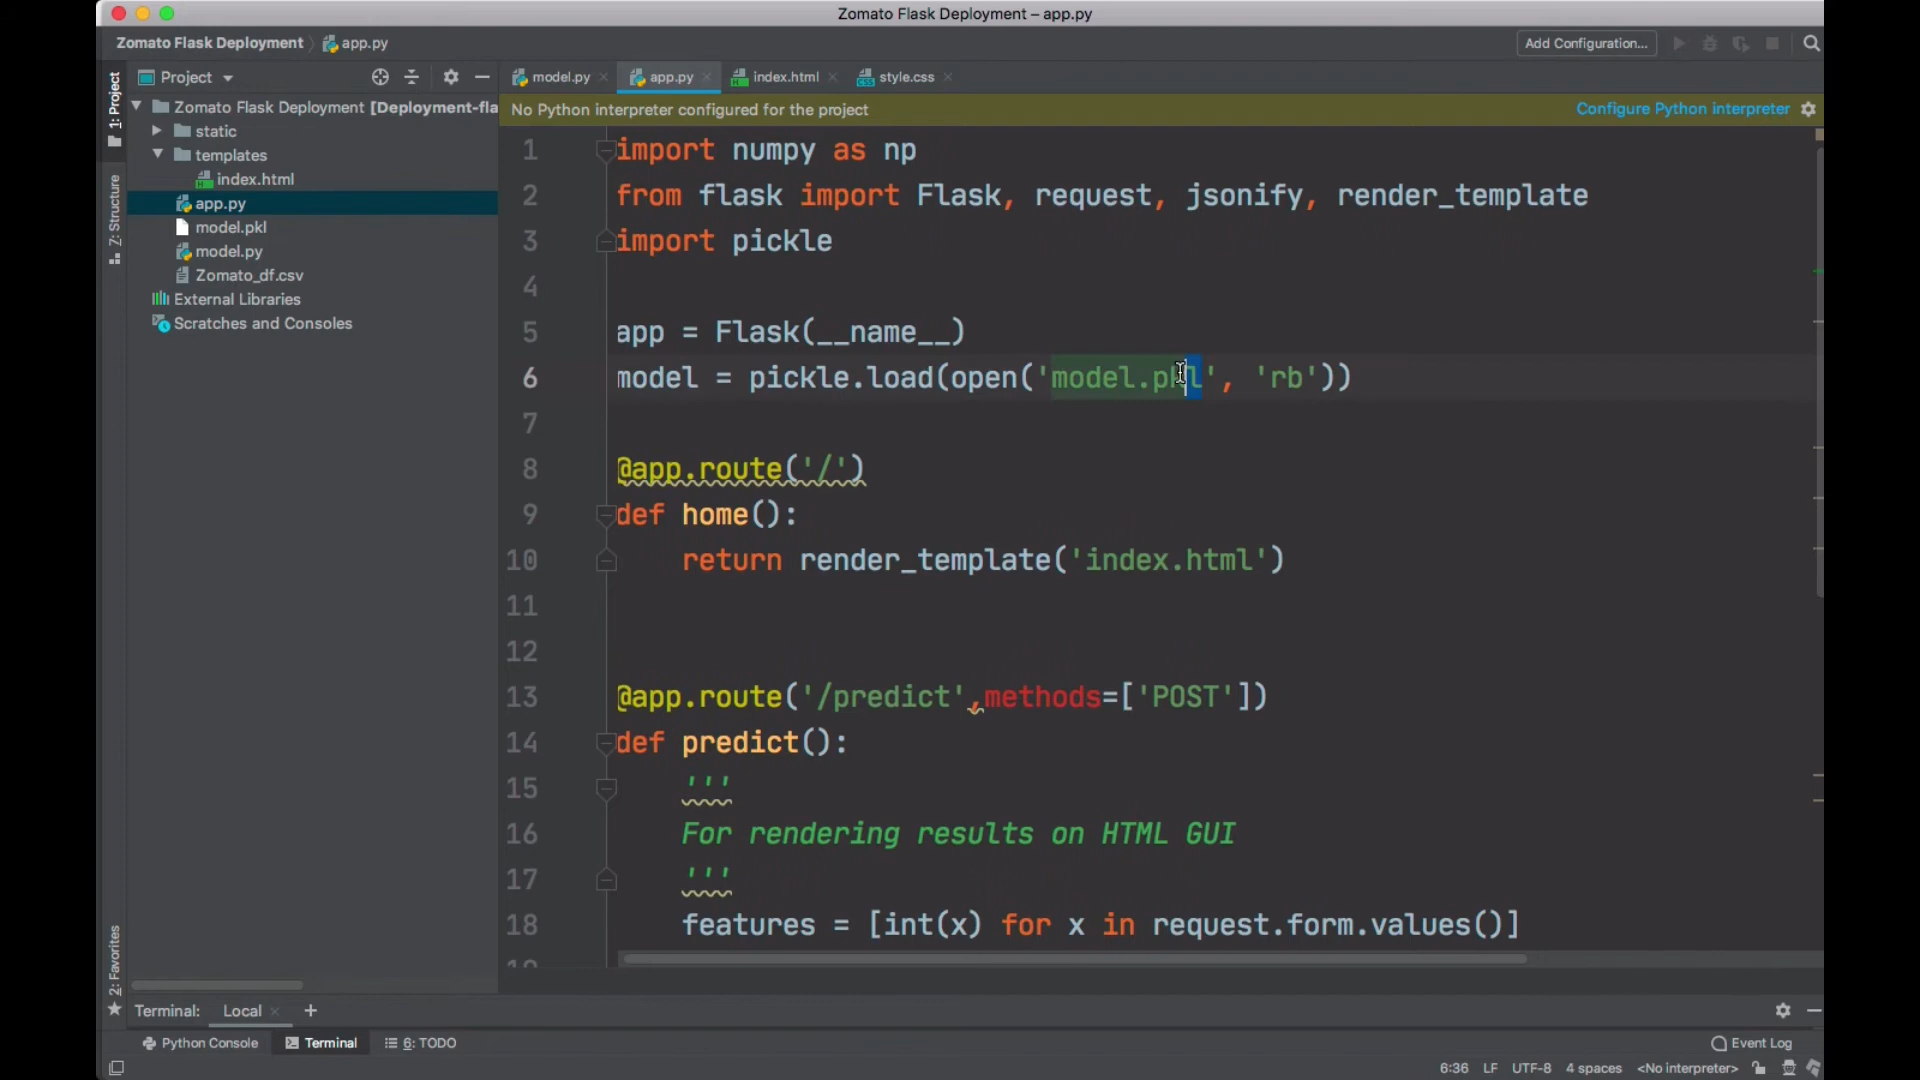 Zomato Flask Deployment – app.py
Zomato Flask Deployment
app.py
Add Configuration...
1: Project
Z: Structure
2: Favorites
Project
model.py
app.py
index.html
style.css
Zomato Flask Deployment [Deployment-fla
static
templates
index.html
app.py
model.pkl
model.py
Zomato_df.csv
External Libraries
Scratches and Consoles
No Python interpreter configured for the project
Configure Python interpreter
1 import numpy as np
2 from flask import Flask, request, jsonify, render_template
3 import pickle
4
5 app = Flask(__name__)
6 model = pickle.load(open('model.pkl', 'rb'))
7
8 @app.route('/')
9 def home():
10 return render_template('index.html')
11
12
13 @app.route('/predict',methods=['POST'])
14 def predict():
15 '''
16 For rendering results on HTML GUI
17 '''
18 features = [int(x) for x in request.form.values()]
19
Terminal:
Local
+
Python Console
Terminal
6: TODO
Event Log
6:36
LF
UTF-8
4 spaces
<No interpreter>